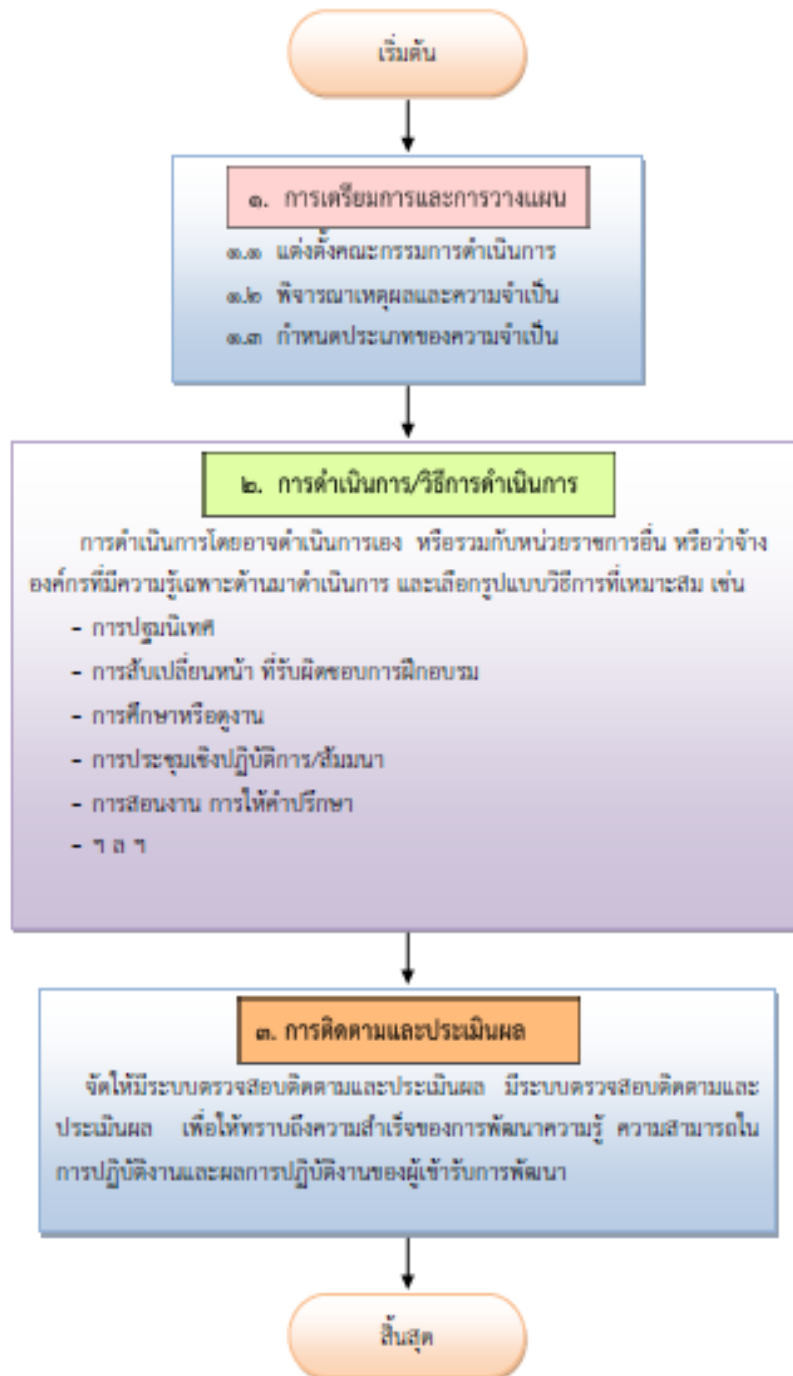 เริ่มต้น
๑. การเตรียมการและการวางแผน
๑.๑ แต่งตั้งคณะกรรมการดำเนินการ
๑.๒ พิจารณาเหตุผลและความจำเป็น
๑.๓ กำหนดประเภทของความจำเป็น
๒. การดำเนินการ/วิธีการดำเนินการ
การดำเนินการโดยอาจดำเนินการเอง หรือรวมกับหน่วยราชการอื่น หรือว่าจ้าง
องค์กรที่มีความรู้เฉพาะด้านมาดำเนินการ และเลือกรูปแบบวิธีการที่เหมาะสม เช่น
- การปฐมนิเทศ
- การสับเปลี่ยนหน้า ที่รับผิดชอบการฝึกอบรม
- การศึกษาหรือดูงาน
- การประชุมเชิงปฏิบัติการ/สัมมนา
- การสอนงาน การให้คำปรึกษา
- ฯ ล ฯ
๓. การติดตามและประเมินผล
จัดให้มีระบบตรวจสอบติดตามและประเมินผล มีระบบตรวจสอบติดตามและ
ประเมินผล เพื่อให้ทราบถึงความสำเร็จของการพัฒนาความรู้ ความสามารถใน
การปฏิบัติงานและผลการปฏิบัติงานของผู้เข้ารับการพัฒนา
สิ้นสุด